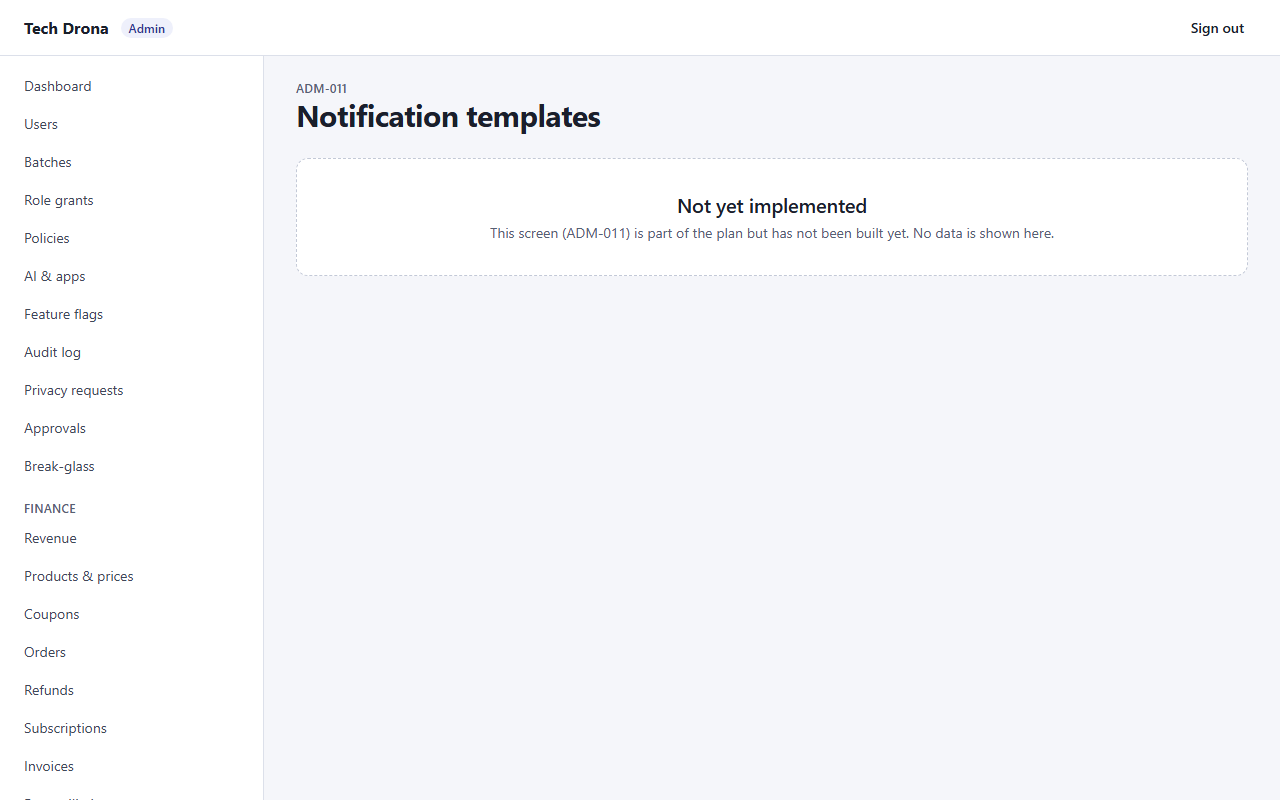 Tech Drona
Admin
Sign out
Dashboard
Users
Batches
Role grants
Policies
AI & apps
Feature flags
Audit log
Privacy requests
Approvals
Break-glass
FINANCE
Revenue
Products & prices
Coupons
Orders
Refunds
Subscriptions
Invoices
ADM-011
Notification templates
Not yet implemented
This screen (ADM-011) is part of the plan but has not been built yet. No data is shown here.